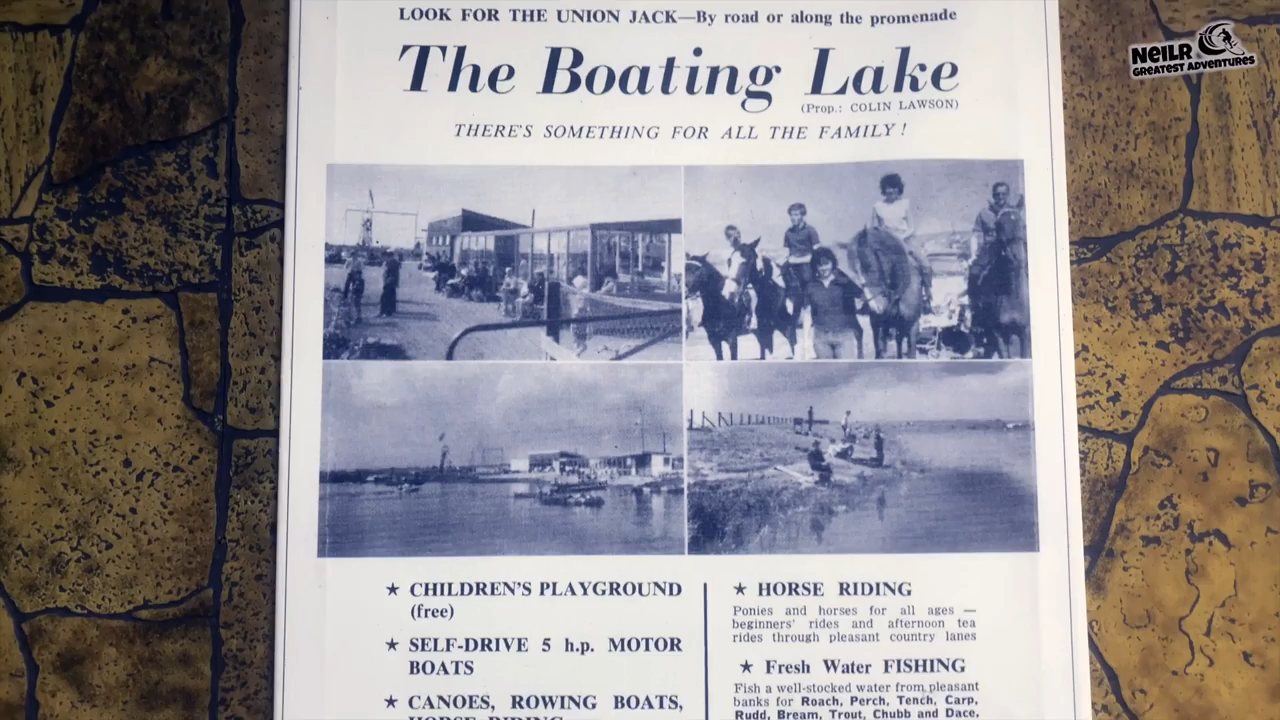 LOOK FOR THE UNION JACK—By road or along the promenade
The Boating Lake
(Prop.: COLIN LAWSON)
THERE'S SOMETHING FOR ALL THE FAMILY!
★ CHILDREN'S PLAYGROUND
(free)
★ SELF-DRIVE 5 h.p. MOTOR
BOATS
★ CANOES, ROWING BOATS,
HORSE RIDING
★ HORSE RIDING
Ponies and horses for all ages —
beginners' rides and afternoon tea
rides through pleasant country lanes
★ Fresh Water FISHING
Fish a well-stocked water from pleasant
banks for Roach, Perch, Tench, Carp,
Rudd, Bream, Trout, Chubb and Dace.
NEILR
GREATEST ADVENTURES